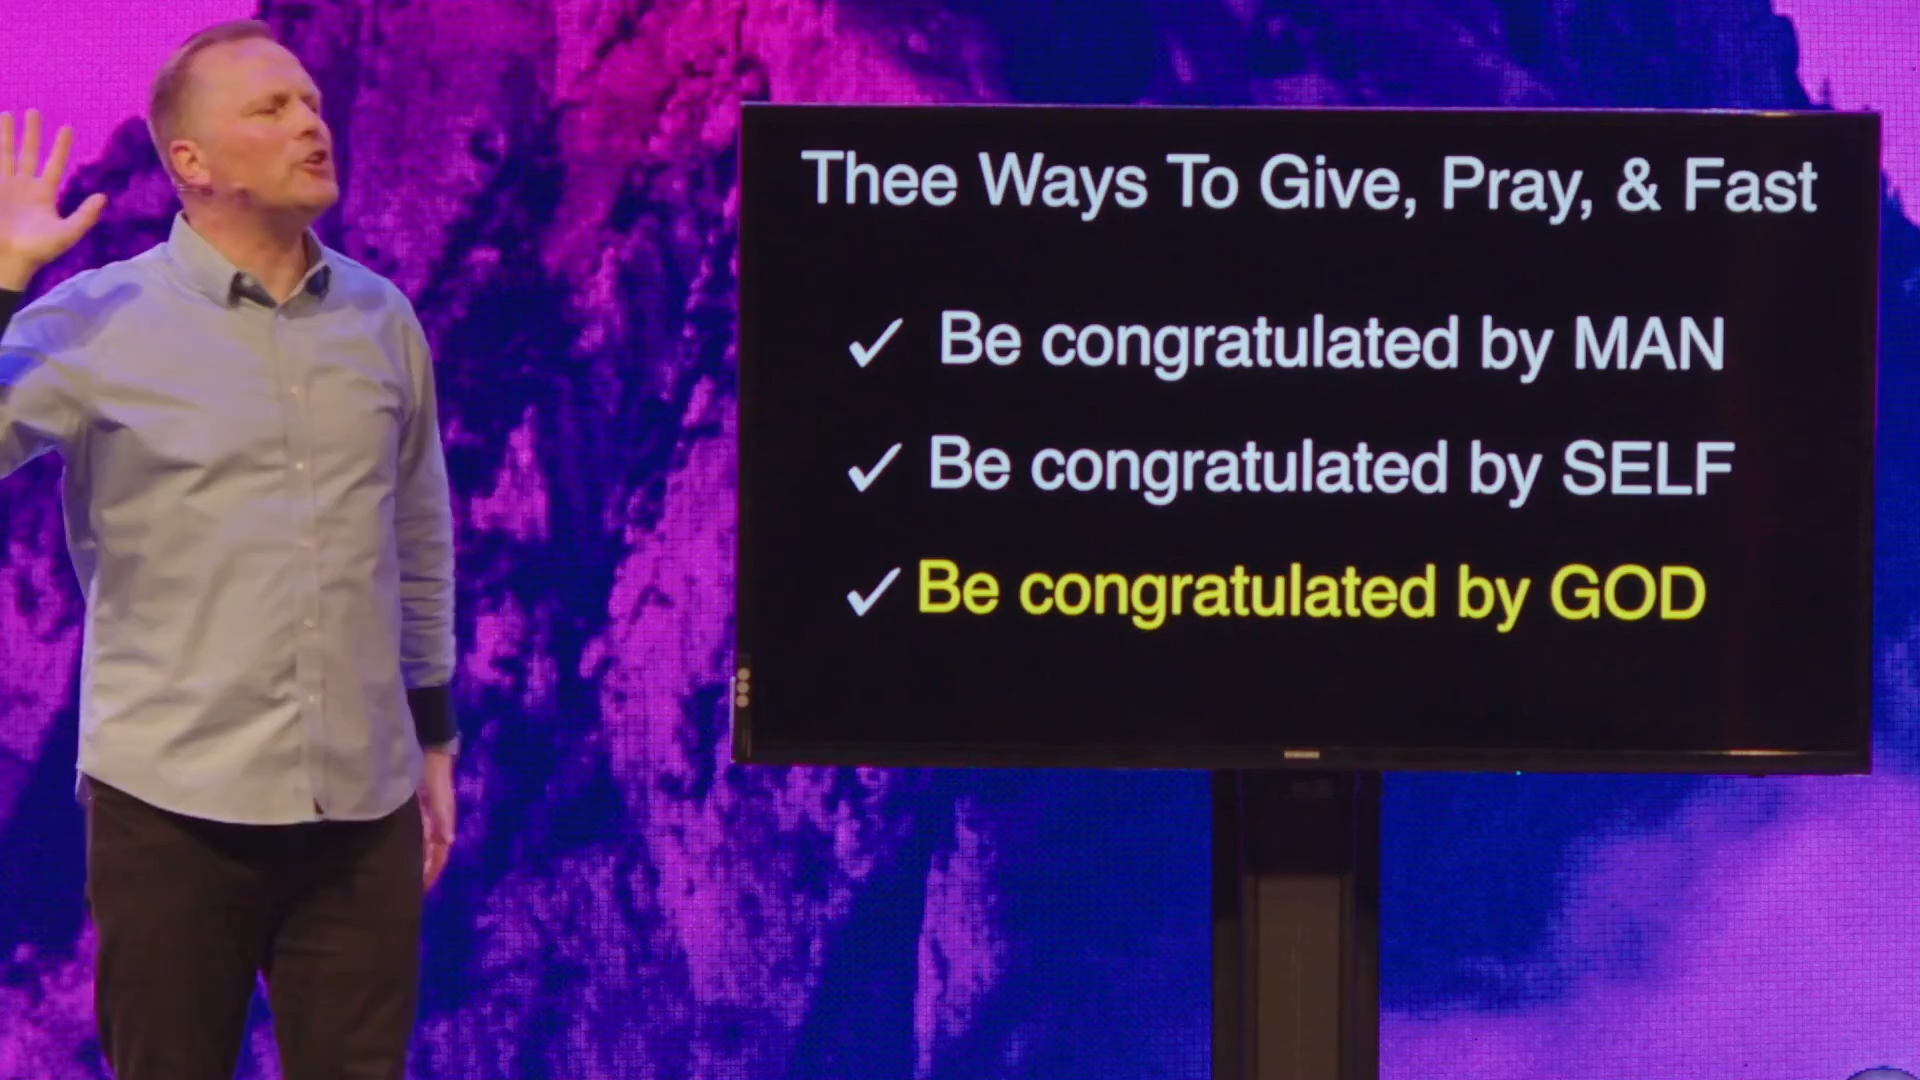 Thee Ways To Give, Pray, & Fast
✓ Be congratulated by MAN
✓ Be congratulated by SELF
✓ Be congratulated by GOD